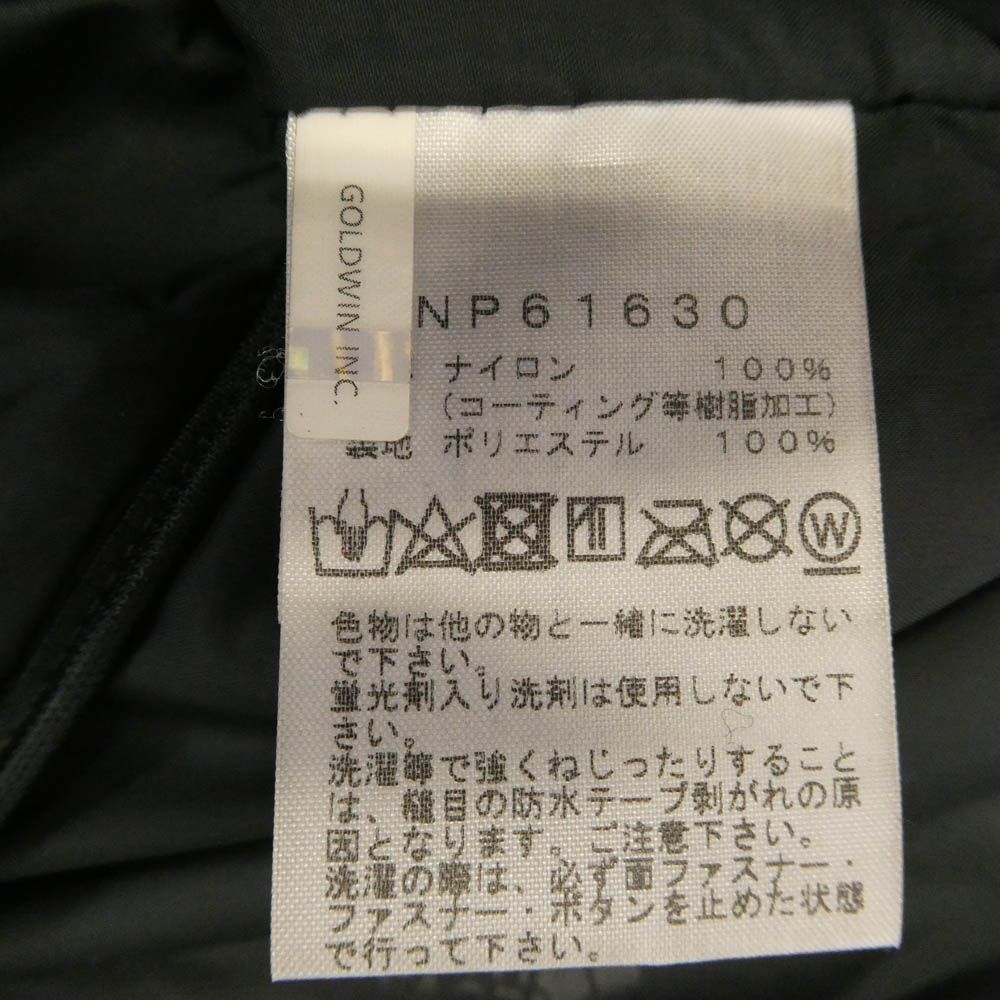 GOLDWIN INC.
NP61630
ナイロン 100%
(コーティング等樹脂加工)
裏地 ポリエステル 100%
W
色物は他の物と一緒に洗濯しない
で下さい。
蛍光剤入り洗剤は使用しないで下
さい。
洗濯等で強くねじったりすること
は、縫目の防水テープ剥がれの原
因となります。ご注意下さい。
洗濯の際は、必ず面ファスナー・
ファスナー・ボタンを止めた状態
で行って下さい。